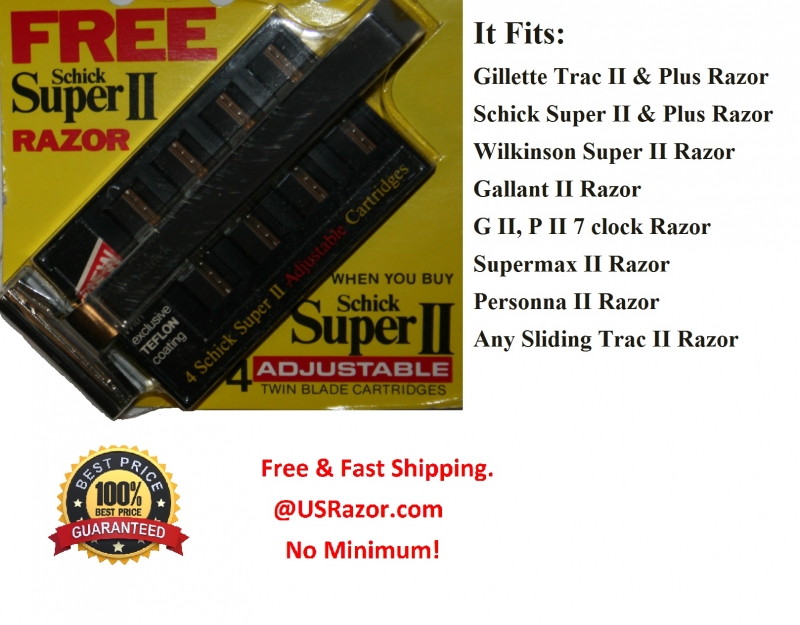 FREE
Schick
Super II
RAZOR
4 Schick Super II Adjustable Cartridges
exclusive
TEFLON
coating
WHEN YOU BUY
Schick
Super II
4 ADJUSTABLE
TWIN BLADE CARTRIDGES
It Fits:
Gillette Trac II & Plus Razor
Schick Super II & Plus Razor
Wilkinson Super II Razor
Gallant II Razor
G II, P II 7 clock Razor
Supermax II Razor
Personna II Razor
Any Sliding Trac II Razor
BEST PRICE
100%
BEST PRICE
GUARANTEED
Free & Fast Shipping.
@USRazor.com
No Minimum!